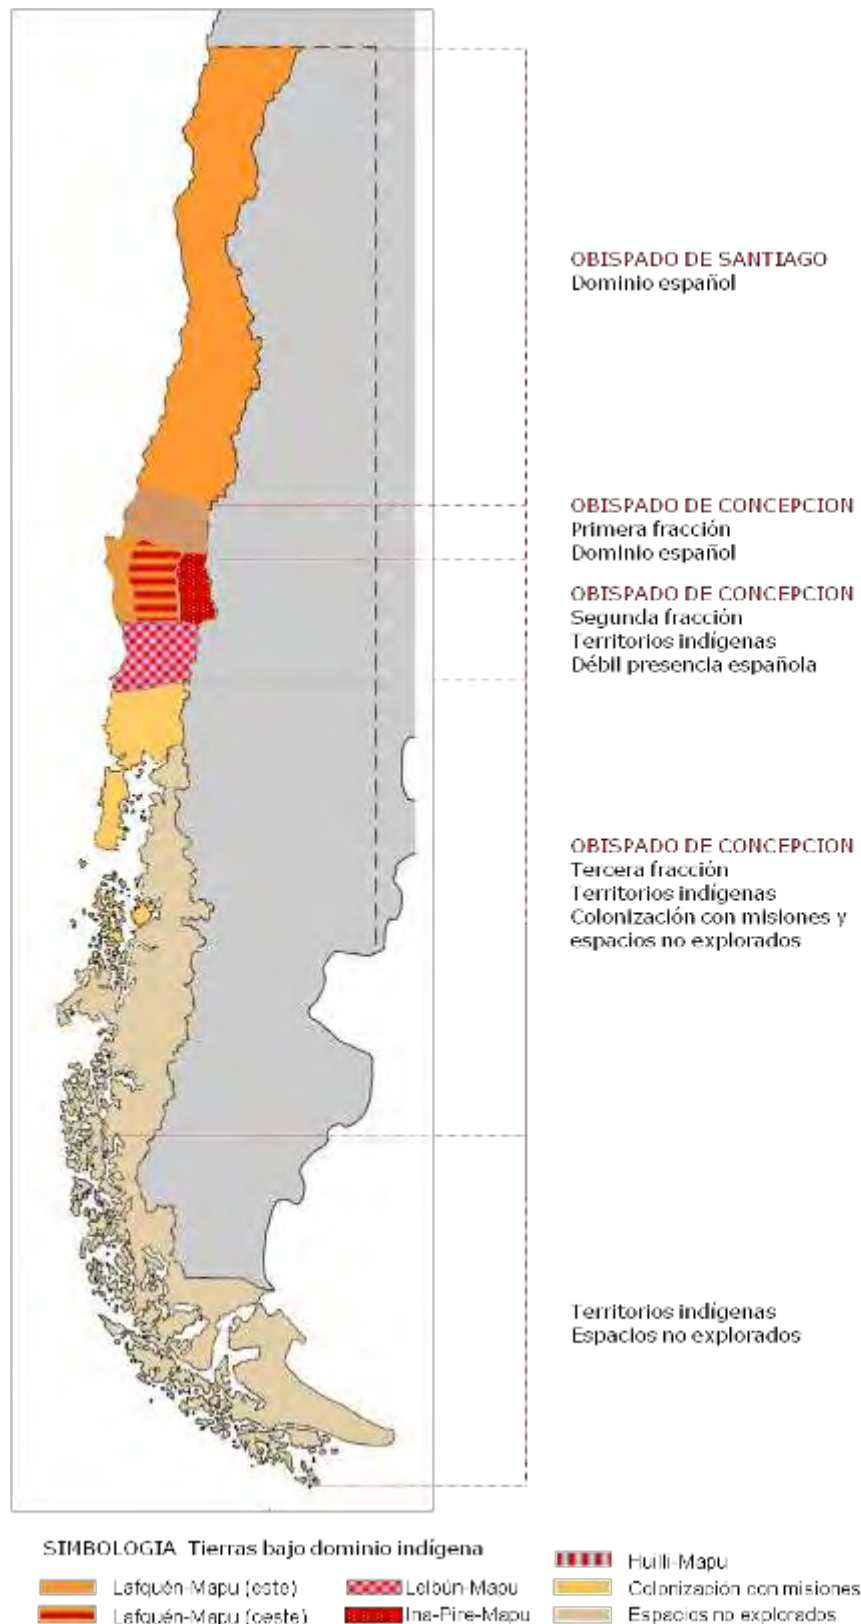 OBISPADO DE SANTIAGO
Dominio español
OBISPADO DE CONCEPCION
Primera fracción
Dominio español
OBISPADO DE CONCEPCION
Segunda fracción
Territorios indígenas
Débil presencia española
OBISPADO DE CONCEPCION
Tercera fracción
Territorios indígenas
Colonización con misiones y
espacios no explorados
Territorios indígenas
Espacios no explorados
SIMBOLOGIA Tierras bajo dominio indígena
Lafquén-Mapu (este)
Lafquén-Mapu (oeste)
Lelbún-Mapu
Ina-Pire-Mapu
Huilli-Mapu
Colonización con misiones
Espacios no explorados